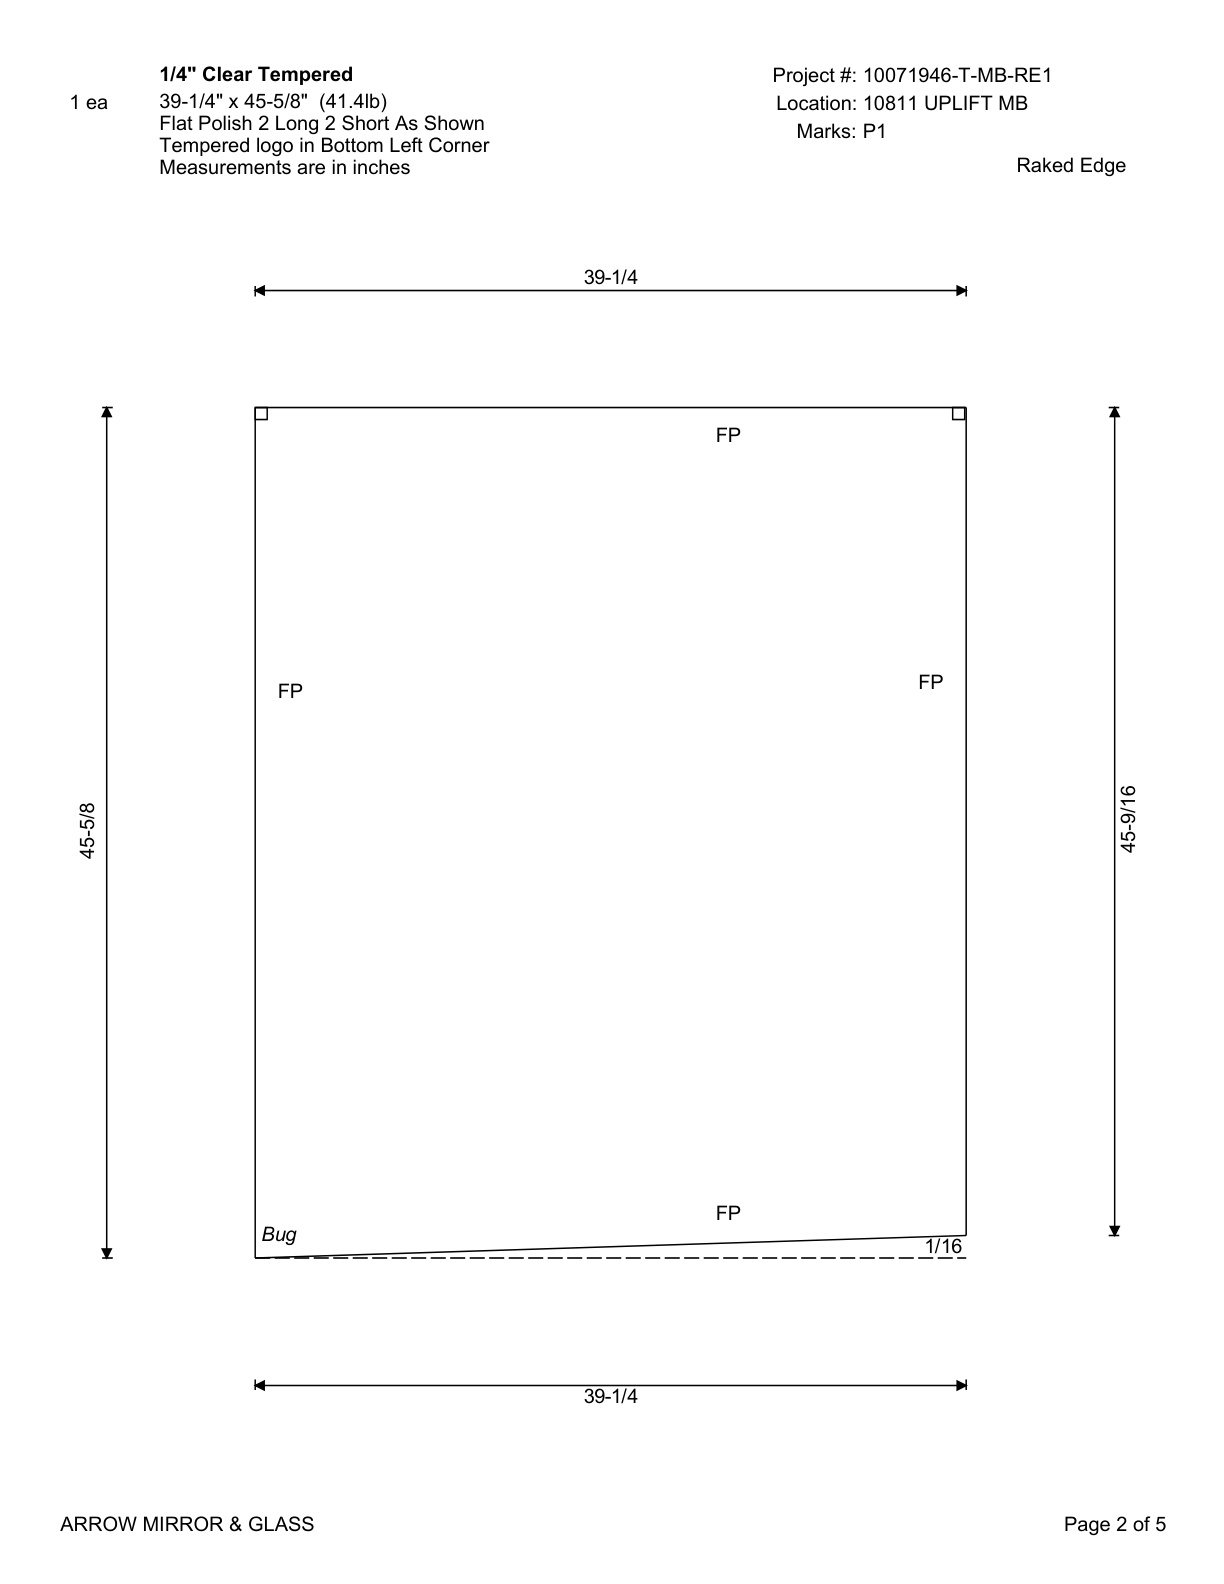 1/4" Clear Tempered
1 ea
39-1/4" x 45-5/8" (41.4lb)
Flat Polish 2 Long 2 Short As Shown
Tempered logo in Bottom Left Corner
Measurements are in inches
Project #: 10071946-T-MB-RE1
Location: 10811 UPLIFT MB
Marks: P1
Raked Edge
39-1/4
FP
FP
FP
45-5/8
45-9/16
FP
Bug
1/16
39-1/4
ARROW MIRROR & GLASS
Page 2 of 5